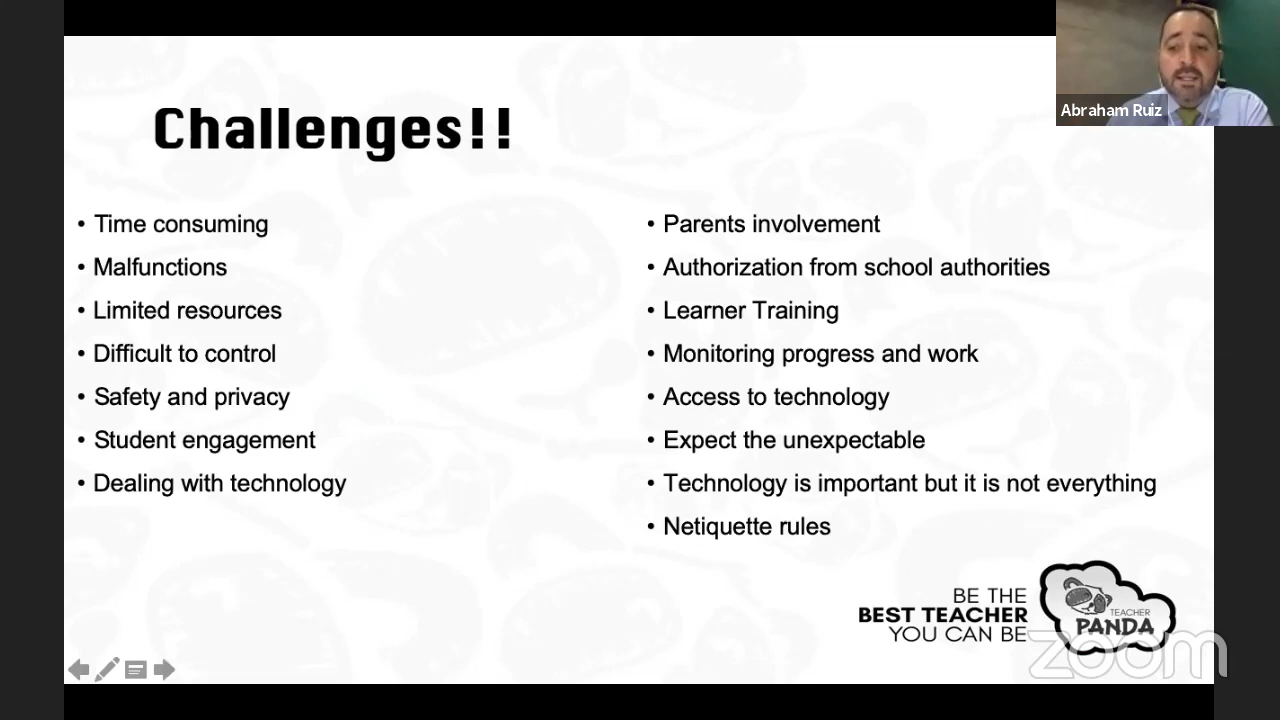 Abraham Ruiz
Challenges!!
• Time consuming
• Malfunctions
• Limited resources
• Difficult to control
• Safety and privacy
• Student engagement
• Dealing with technology
• Parents involvement
• Authorization from school authorities
• Learner Training
• Monitoring progress and work
• Access to technology
• Expect the unexpectable
• Technology is important but it is not everything
• Netiquette rules
BE THE
BEST TEACHER
YOU CAN BE
TEACHER
PANDA
zoom